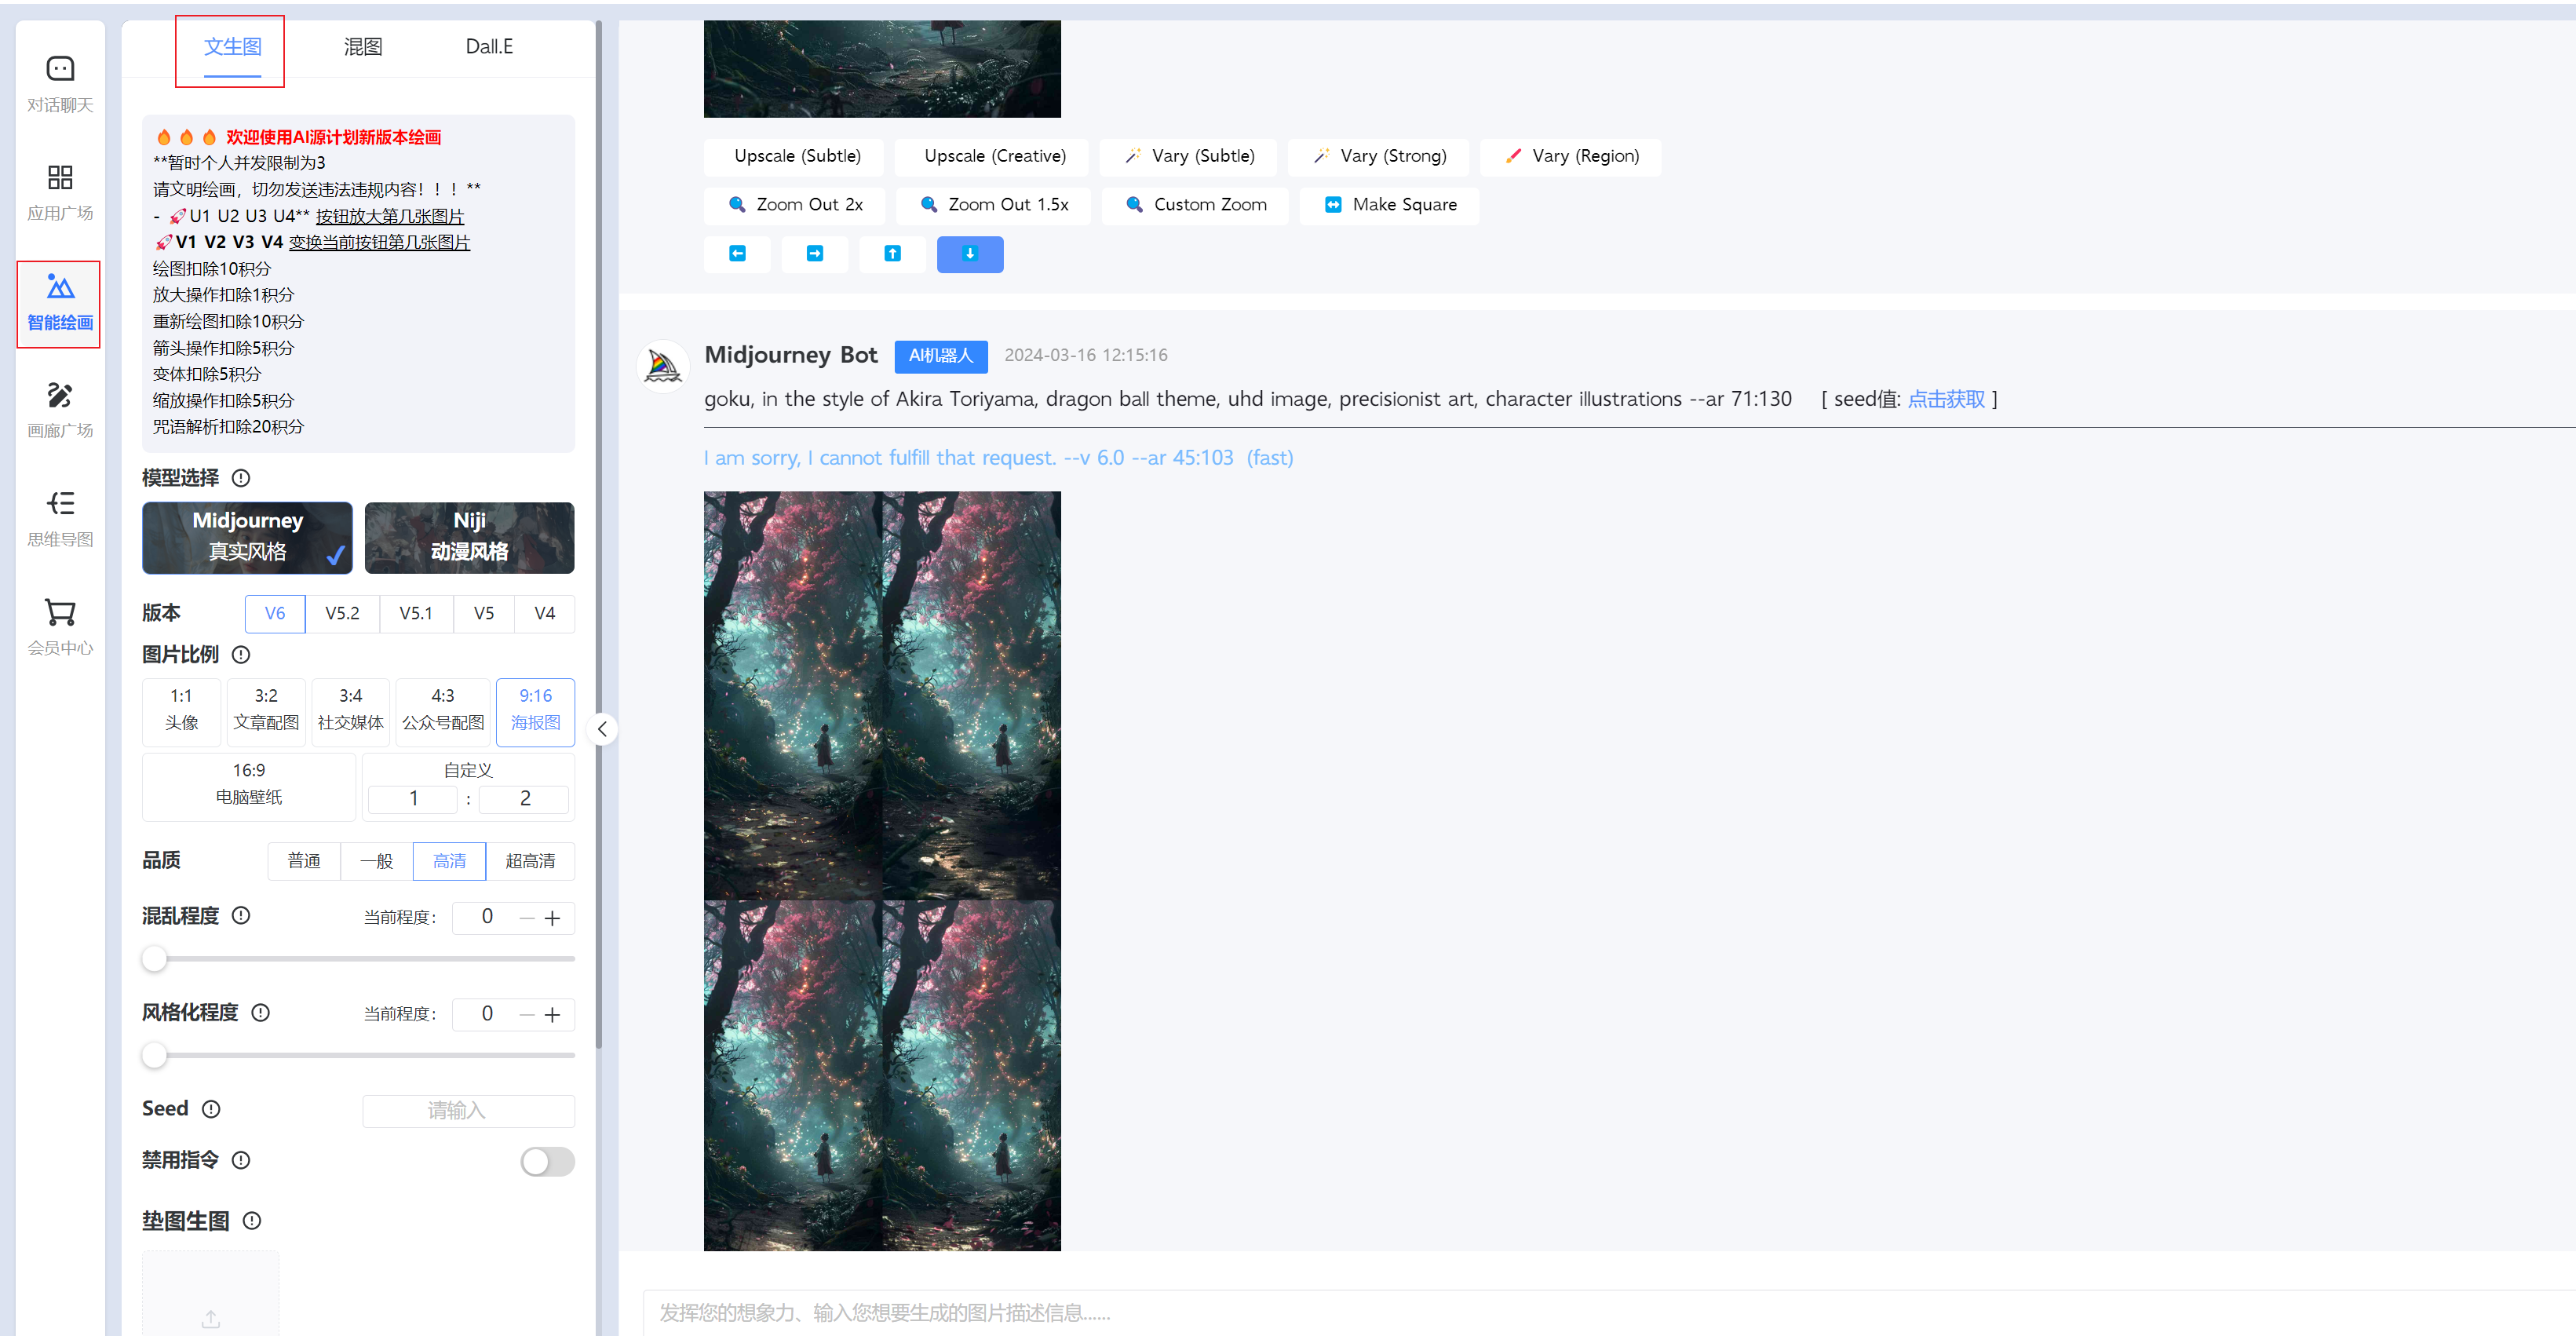 对话聊天
应用广场
智能绘画
画廊广场
思维导图
会员中心
文生图 混图 Dall.E
欢迎使用AI源计划新版本绘画
**暂时个人并发限制为3
请文明绘画，切勿发送违法违规内容！！！**
- 🚀U1 U2 U3 U4** 按钮放大第几张图片
🚀V1 V2 V3 V4 变换当前按钮第几张图片
绘图扣除10积分
放大操作扣除1积分
重新绘图扣除10积分
箭头操作扣除5积分
变体扣除5积分
缩放操作扣除5积分
咒语解析扣除20积分
模型选择
Midjourney
真实风格
Niji
动漫风格
版本 V6 V5.2 V5.1 V5 V4
图片比例
1:1 3:2 3:4 4:3 9:16
头像 文章配图 社交媒体 公众号配图 海报图
16:9 自定义
电脑壁纸 1 : 2
品质 普通 一般 高清 超高清
混乱程度 当前程度： 0
风格化程度 当前程度： 0
Seed 请输入
禁用指令
垫图生图
Upscale (Subtle) Upscale (Creative) Vary (Subtle) Vary (Strong) Vary (Region)
Zoom Out 2x Zoom Out 1.5x Custom Zoom Make Square
Midjourney Bot AI机器人 2024-03-16 12:15:16
goku, in the style of Akira Toriyama, dragon ball theme, uhd image, precisionist art, character illustrations --ar 71:130 [ seed值: 点击获取 ]
I am sorry, I cannot fulfill that request. --v 6.0 --ar 45:103 (fast)
发挥您的想象力、输入您想要生成的图片描述信息......